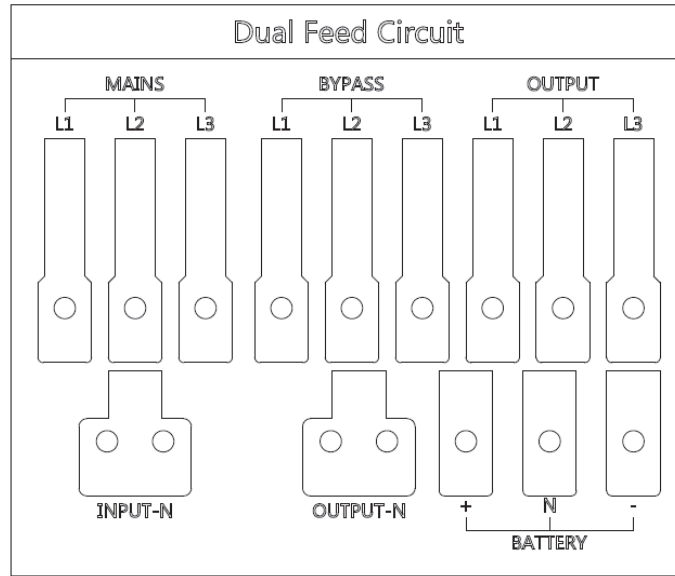 Dual Feed Circuit
MAINS BYPASS OUTPUT
L1 L2 L3 L1 L2 L3 L1 L2 L3
INPUT-N OUTPUT-N + N -
BATTERY